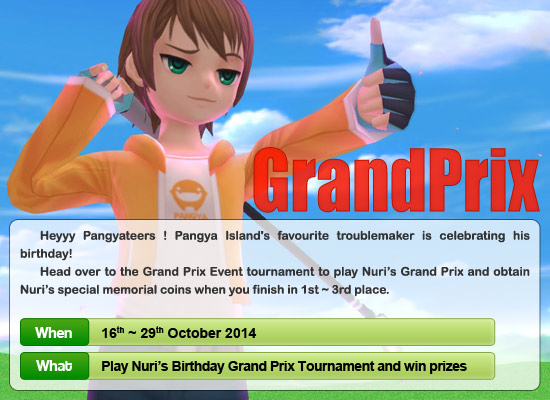 PANGYA
GrandPrix
Heyyy Pangyateers ! Pangya Island's favourite troublemaker is celebrating his
birthday!
Head over to the Grand Prix Event tournament to play Nuri's Grand Prix and obtain
Nuri's special memorial coins when you finish in 1st ~ 3rd place.
When 16th ~ 29th October 2014
What Play Nuri's Birthday Grand Prix Tournament and win prizes